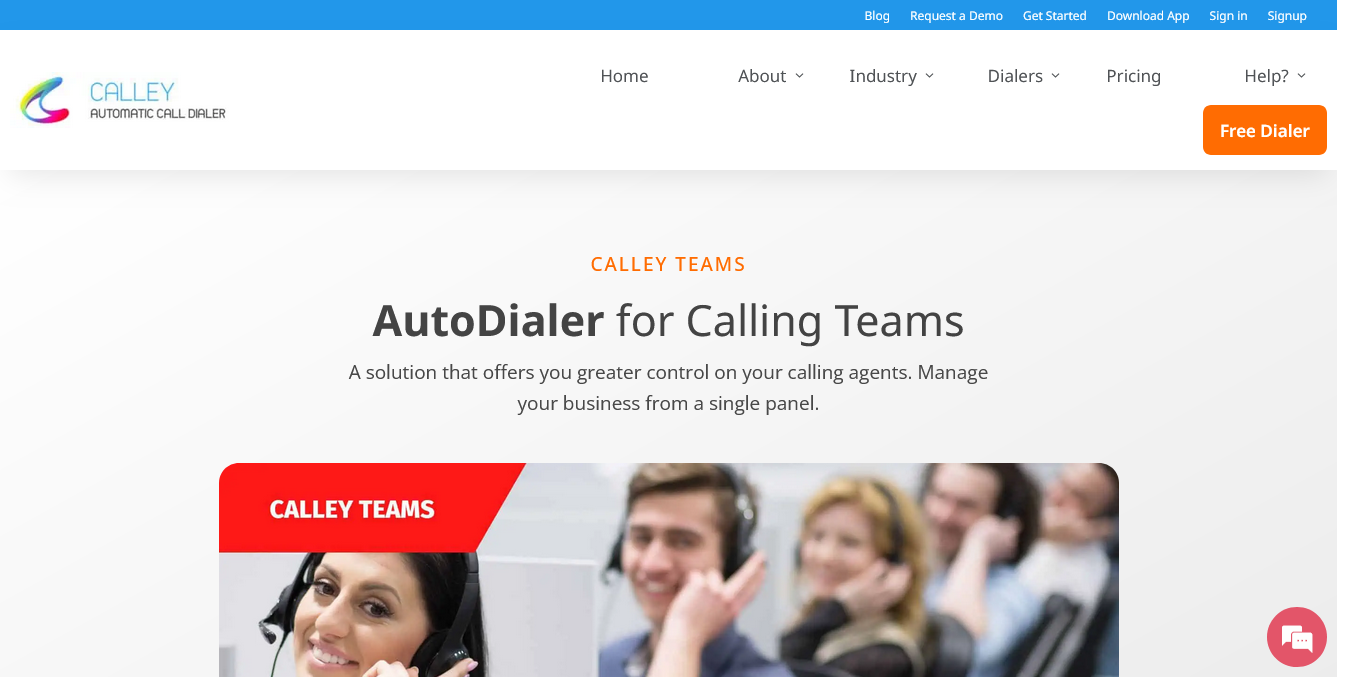 Blog Request a Demo Get Started Download App Sign in Signup
CALLEY
AUTOMATIC CALL DIALER
Home About Industry Dialers Pricing Help?
Free Dialer
CALLEY TEAMS
AutoDialer for Calling Teams
A solution that offers you greater control on your calling agents. Manage
your business from a single panel.
CALLEY TEAMS